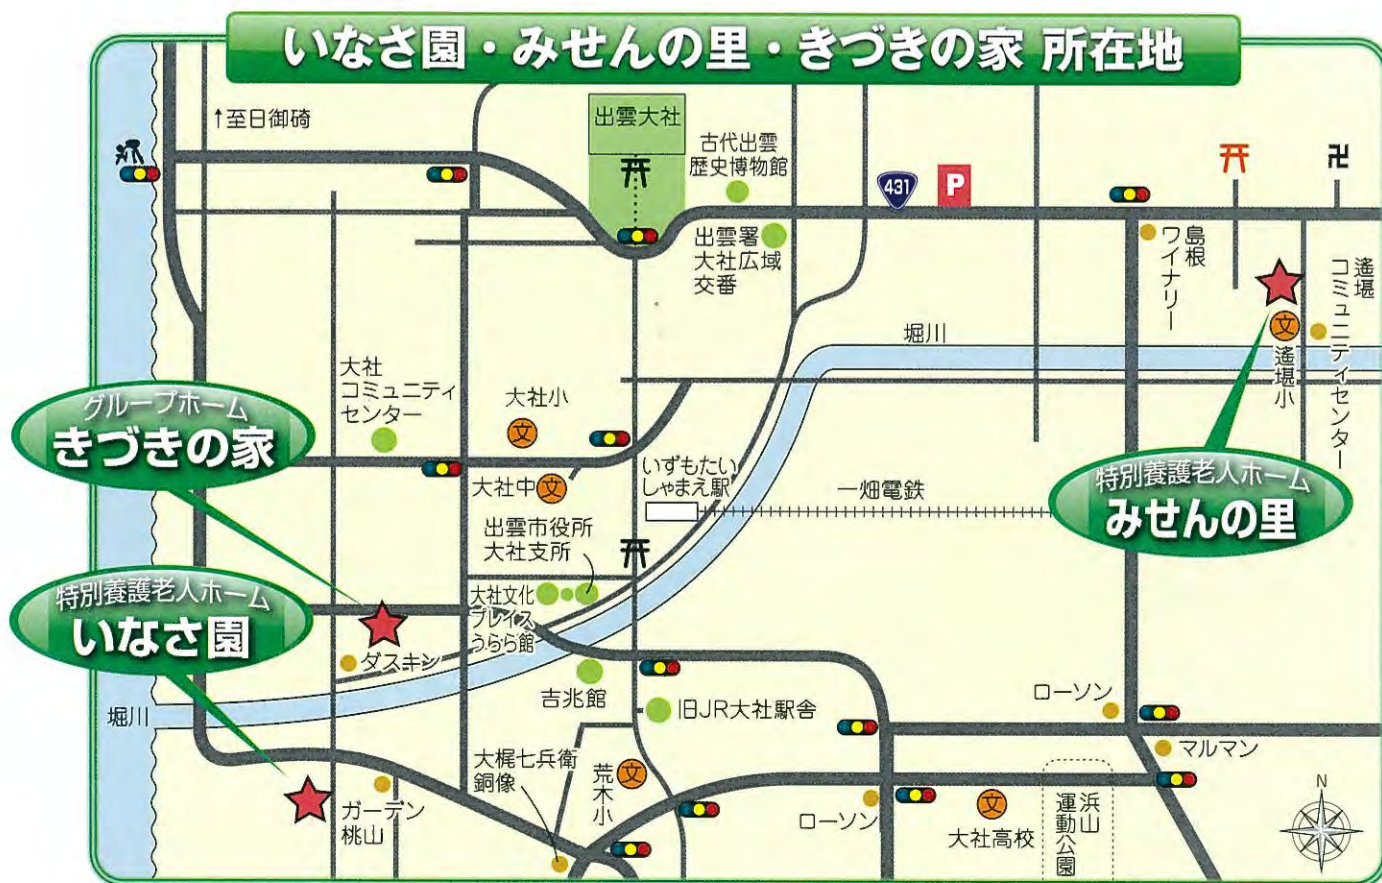 いなさ園・みせんの里・きづきの家 所在地
↑至日御碕
出雲大社
古代出雲
歴史博物館
431
P
出雲署
大社広域
交番
島根
ワイナリー
遙堪
コミュニティセンター
文
遙堪小
堀川
大社
コミュニティ
センター
大社小
文
グループホーム
きづきの家
大社中
文
いずもたい
しゃまえ駅
一畑電鉄
特別養護老人ホーム
みせんの里
出雲市役所
大社支所
大社文化
プレイス
うらら館
特別養護老人ホーム
いなさ園
ダスキン
吉兆館
旧JR大社駅舎
ローソン
堀川
マルマン
大梶七兵衛
銅像
荒木小
文
ガーデン
桃山
ローソン
文
大社高校
浜山
運動公園
N